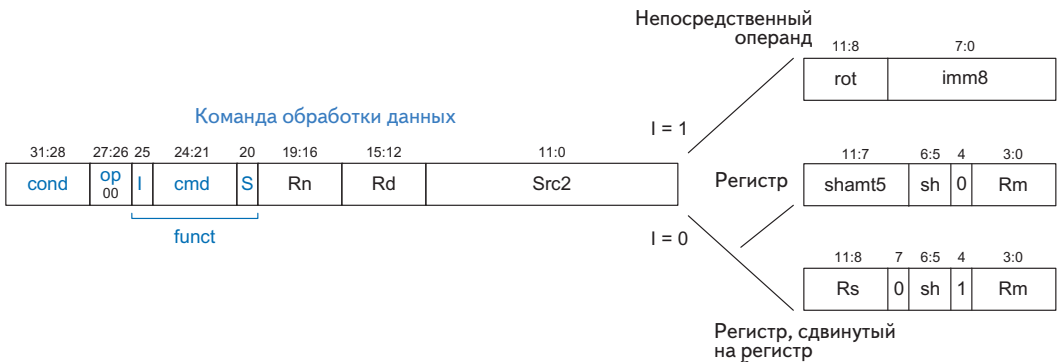 Непосредственный
операнд
11:8 7:0
rot imm8
Команда обработки данных
I = 1
31:28 27:26 25 24:21 20 19:16 15:12 11:0
cond op 00 I cmd S Rn Rd Src2
funct
Регистр
11:7 6:5 4 3:0
shamt5 sh 0 Rm
I = 0
11:8 7 6:5 4 3:0
Rs 0 sh 1 Rm
Регистр, сдвинутый
на регистр